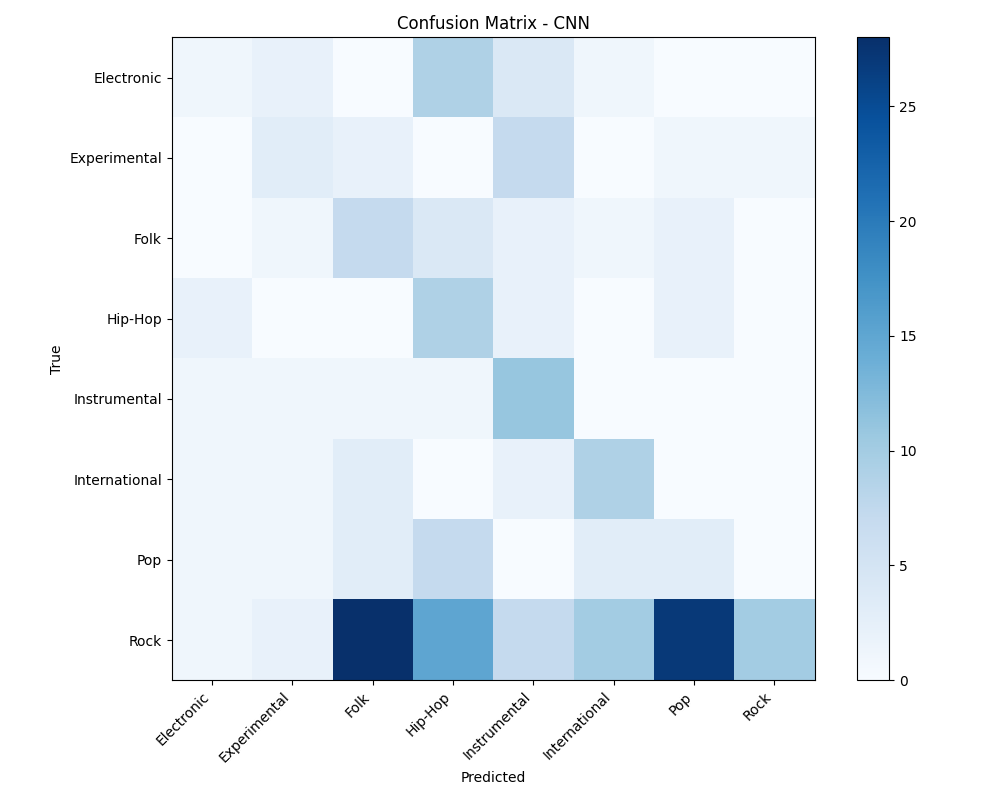 Confusion Matrix - CNN
True
Electronic
Experimental
Folk
Hip-Hop
Instrumental
International
Pop
Rock
Electronic
Experimental
Folk
Hip-Hop
Instrumental
International
Pop
Rock
Predicted
25
20
15
10
5
0